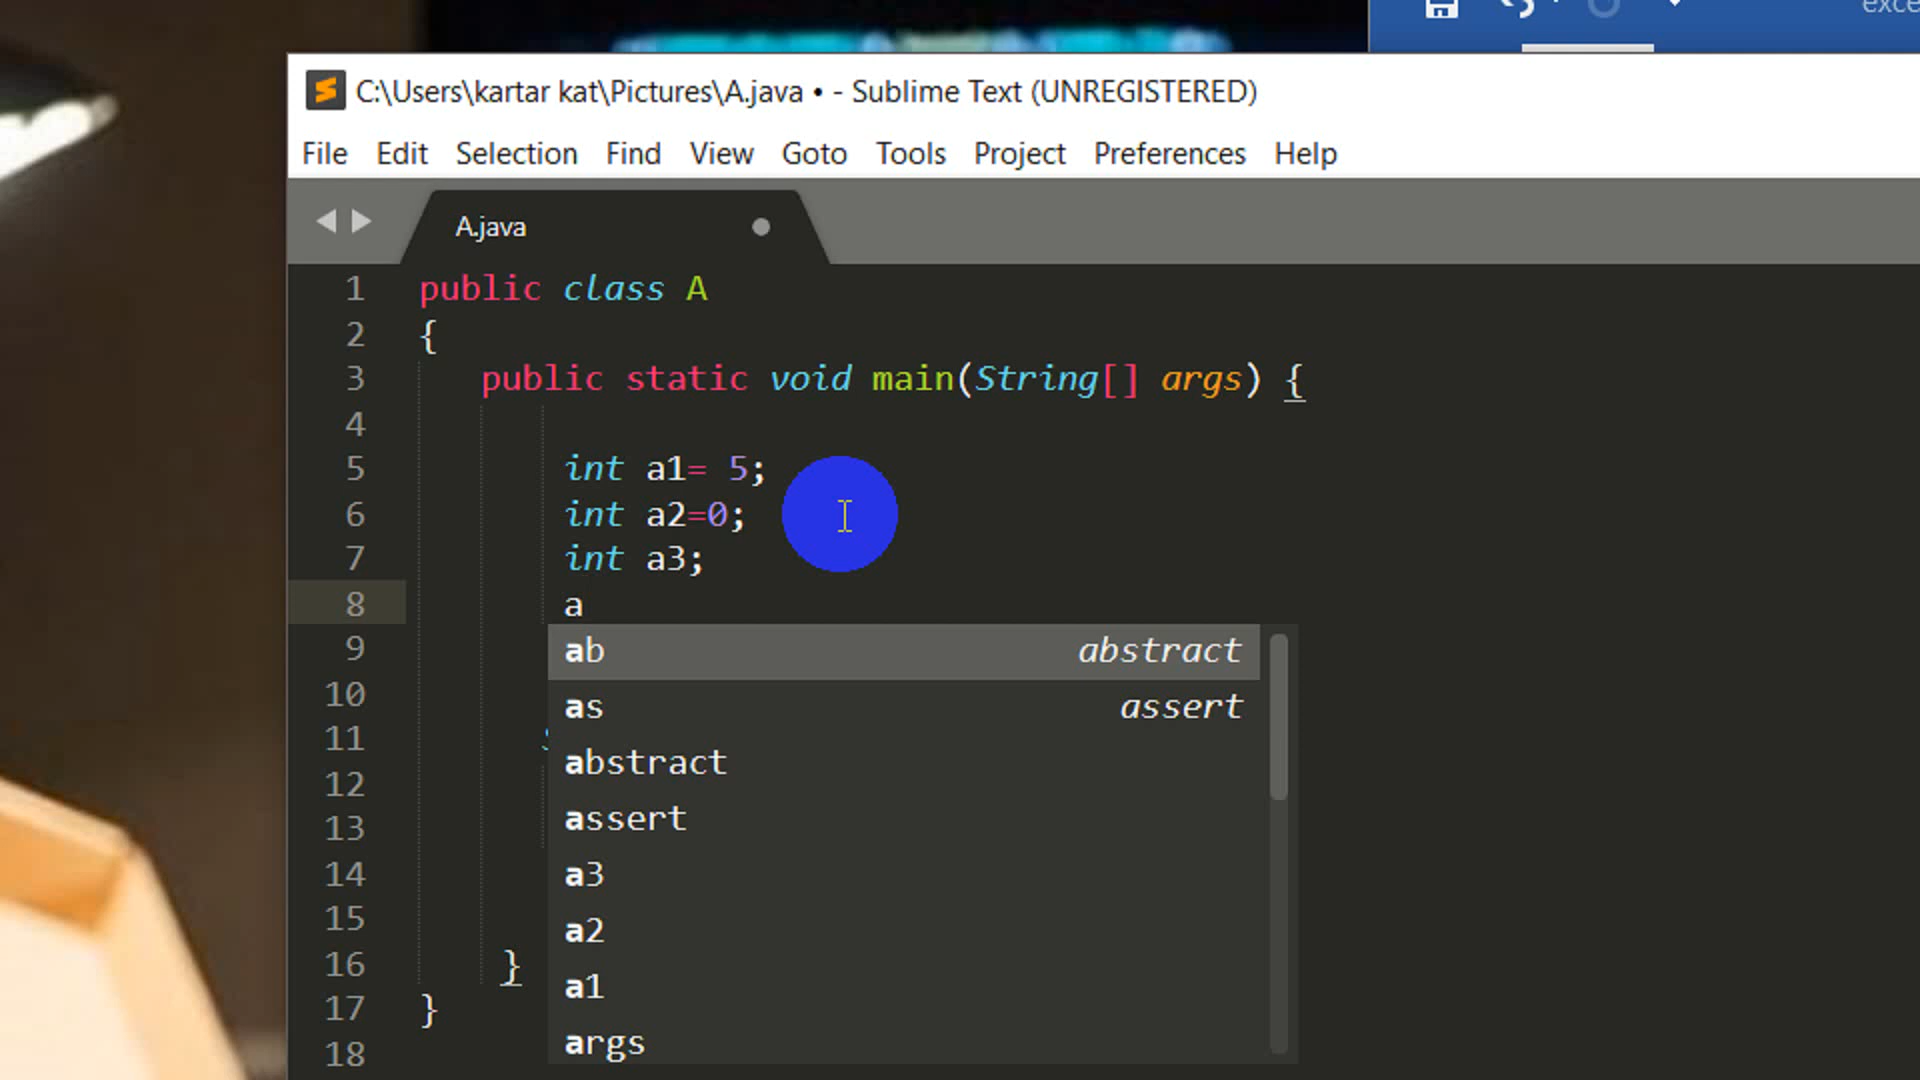 exce
C:\Users\kartar kat\Pictures\A.java • - Sublime Text (UNREGISTERED)
File Edit Selection Find View Goto Tools Project Preferences Help
A.java
1 public class A
2 {
3 public static void main(String[] args) {
4
5 int a1= 5;
6 int a2=0;
7 int a3;
8 a
9 ab abstract
10 as assert
11 abstract
12
13 assert
14 a3
15 a2
16 } a1
17 } args
18